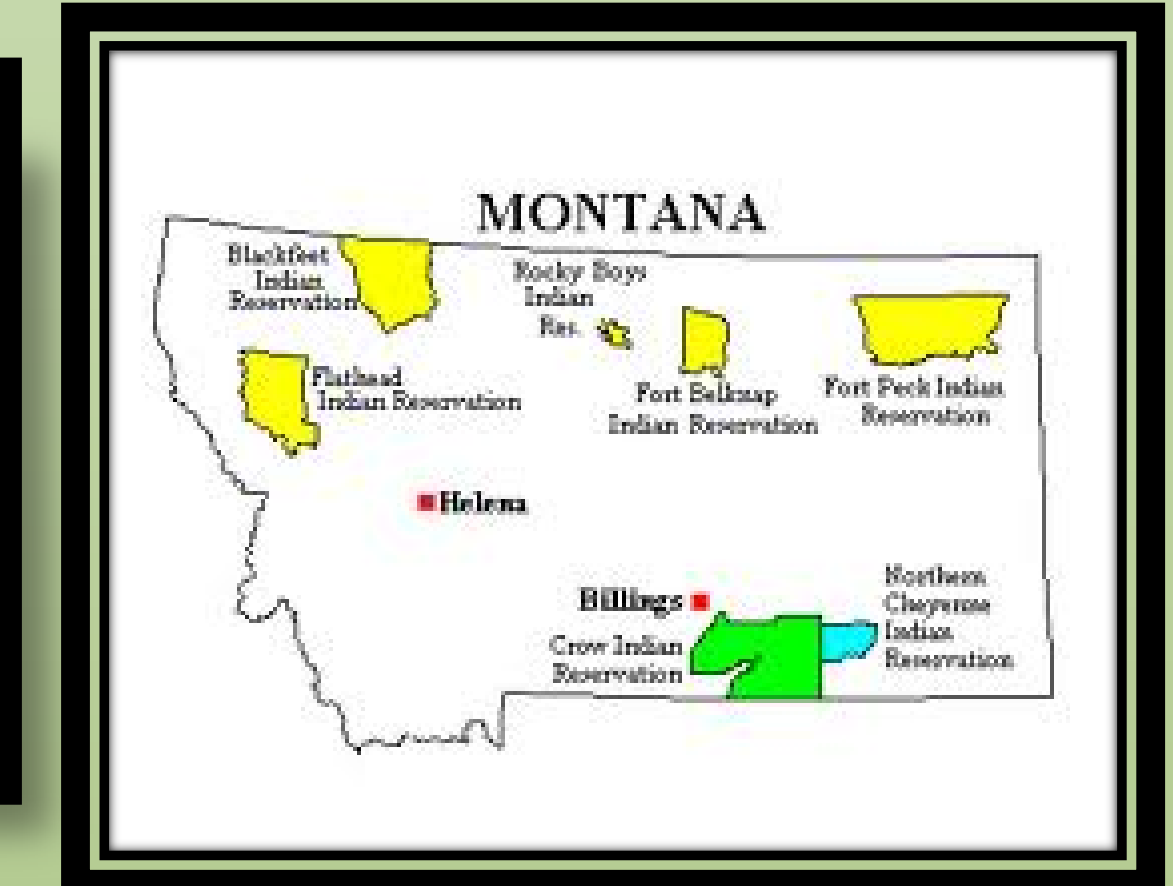 MONTANA
Blackfeet
Indian
Reservation
Rocky Boys
Indian
Res.
Flathead
Indian Reservation
Fort Belknap
Indian Reservation
Fort Peck Indian
Reservation
Helena
Billings
Crow Indian
Reservation
Northern
Cheyenne
Indian
Reservation